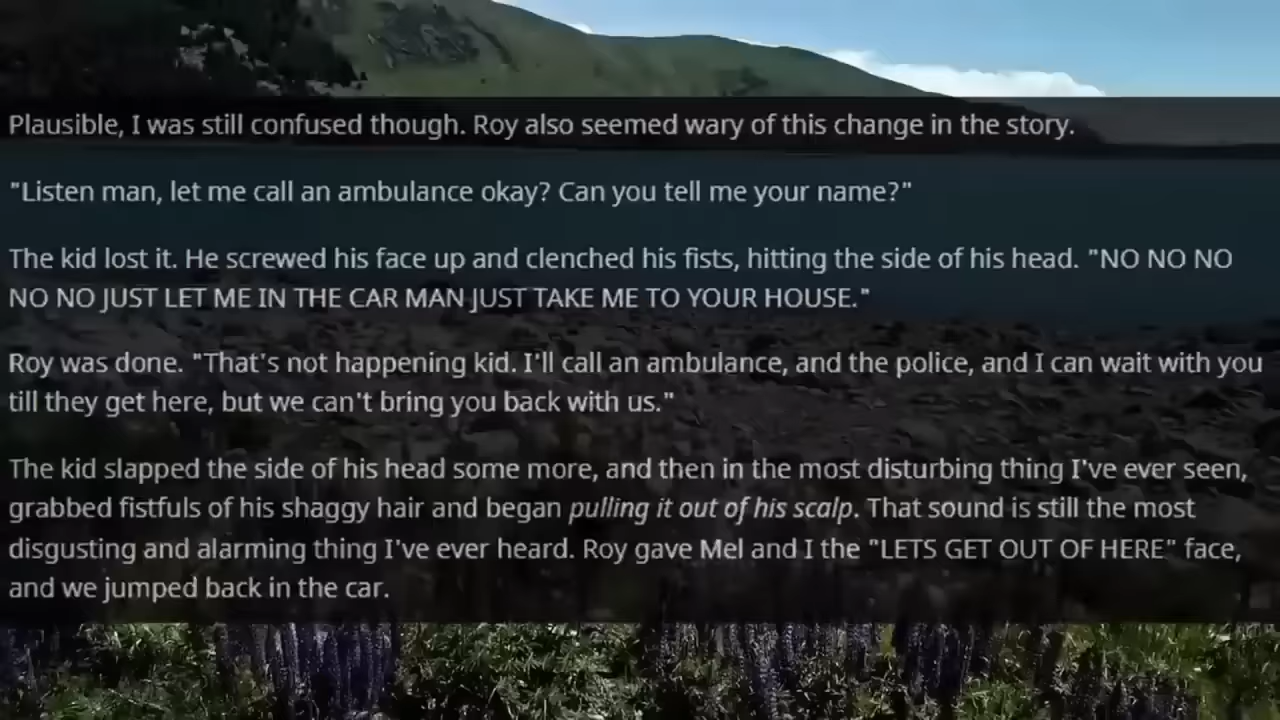 Plausible, I was still confused though. Roy also seemed wary of this change in the story.
"Listen man, let me call an ambulance okay? Can you tell me your name?"
The kid lost it. He screwed his face up and clenched his fists, hitting the side of his head. "NO NO NO
NO NO JUST LET ME IN THE CAR MAN JUST TAKE ME TO YOUR HOUSE."
Roy was done. "That's not happening kid. I'll call an ambulance, and the police, and I can wait with you
till they get here, but we can't bring you back with us."
The kid slapped the side of his head some more, and then in the most disturbing thing I've ever seen,
grabbed fistfuls of his shaggy hair and began pulling it out of his scalp. That sound is still the most
disgusting and alarming thing I've ever heard. Roy gave Mel and I the "LETS GET OUT OF HERE" face,
and we jumped back in the car.